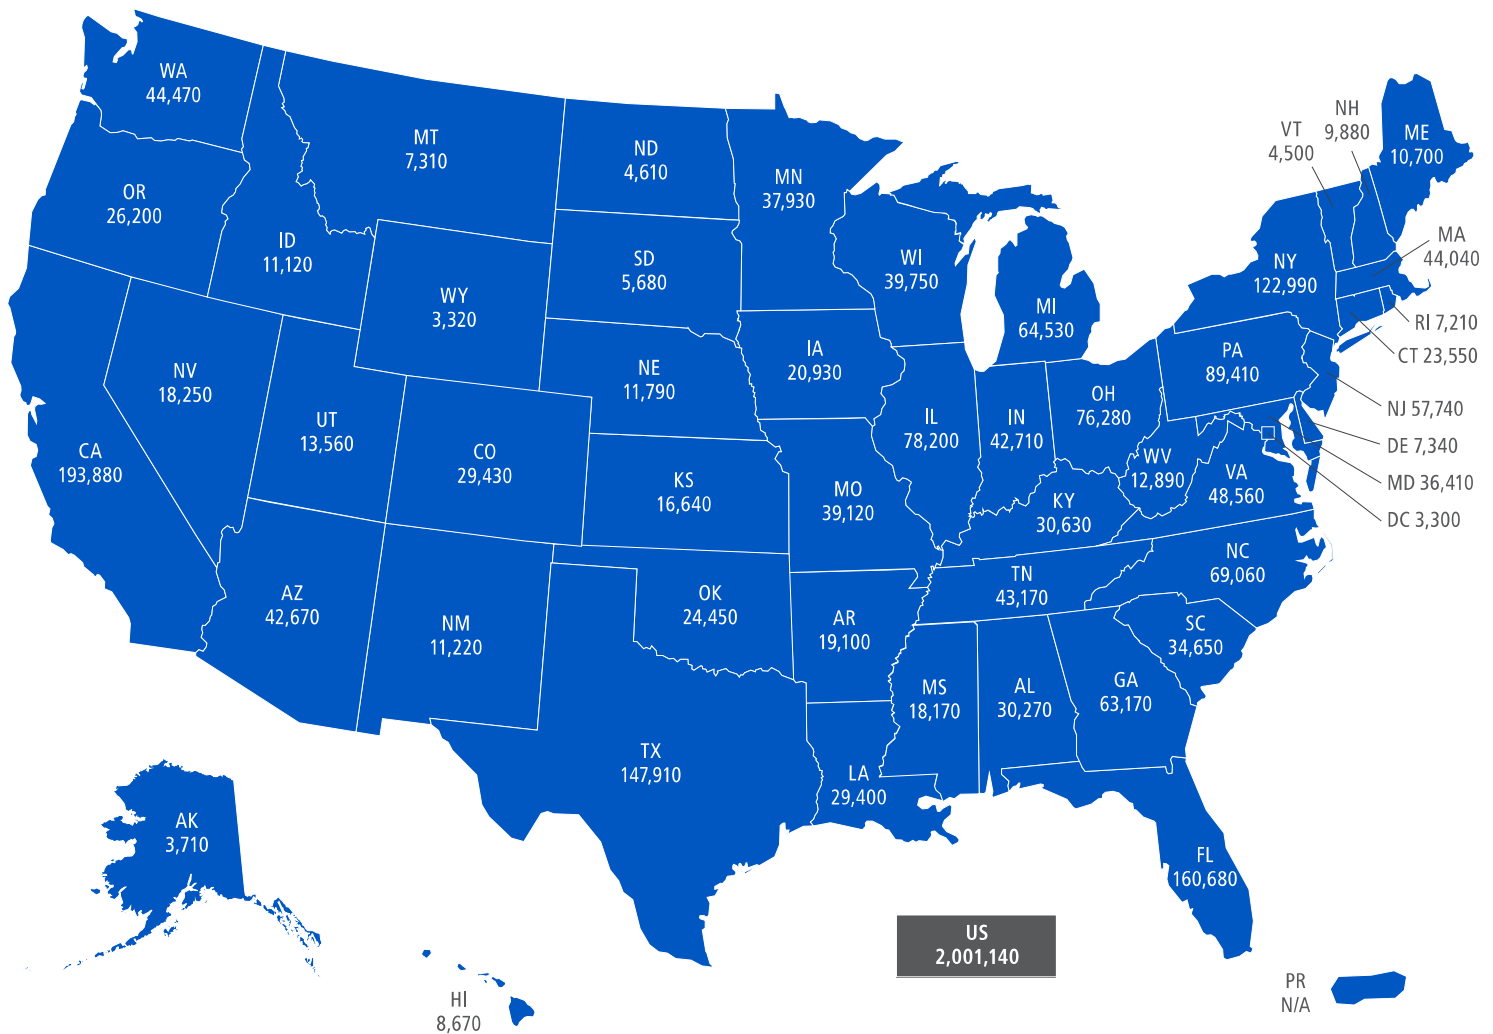 WA
44,470
MT
7,310
ND
4,610
MN
37,930
VT
4,500
NH
9,880
ME
10,700
OR
26,200
ID
11,120
SD
5,680
WI
39,750
NY
122,990
MA
44,040
WY
3,320
MI
64,530
RI 7,210
CT 23,550
NV
18,250
NE
11,790
IA
20,930
PA
89,410
NJ 57,740
UT
13,560
CO
29,430
IL
78,200
IN
42,710
OH
76,280
DE 7,340
CA
193,880
KS
16,640
MO
39,120
WV
12,890
VA
48,560
MD 36,410
DC 3,300
KY
30,630
AZ
42,670
NM
11,220
OK
24,450
AR
19,100
TN
43,170
NC
69,060
SC
34,650
MS
18,170
AL
30,270
GA
63,170
TX
147,910
LA
29,400
AK
3,710
FL
160,680
US
2,001,140
HI
8,670
PR
N/A